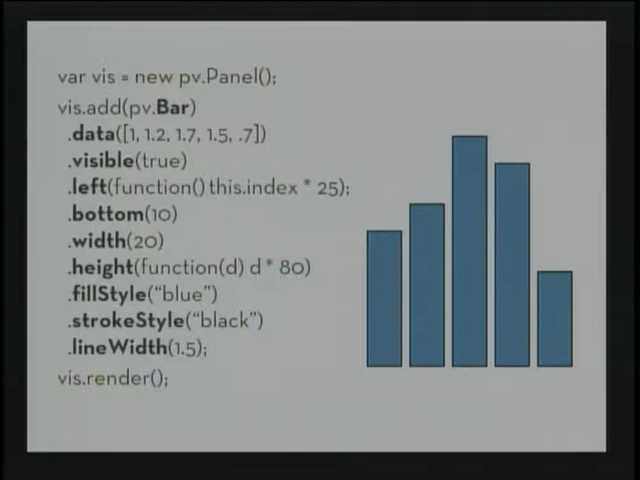 var vis = new pv.Panel();
vis.add(pv.Bar)
.data([1, 1.2, 1.7, 1.5, .7])
.visible(true)
.left(function() this.index * 25);
.bottom(10)
.width(20)
.height(function(d) d * 80)
.fillStyle("blue")
.strokeStyle("black")
.lineWidth(1.5);
vis.render();